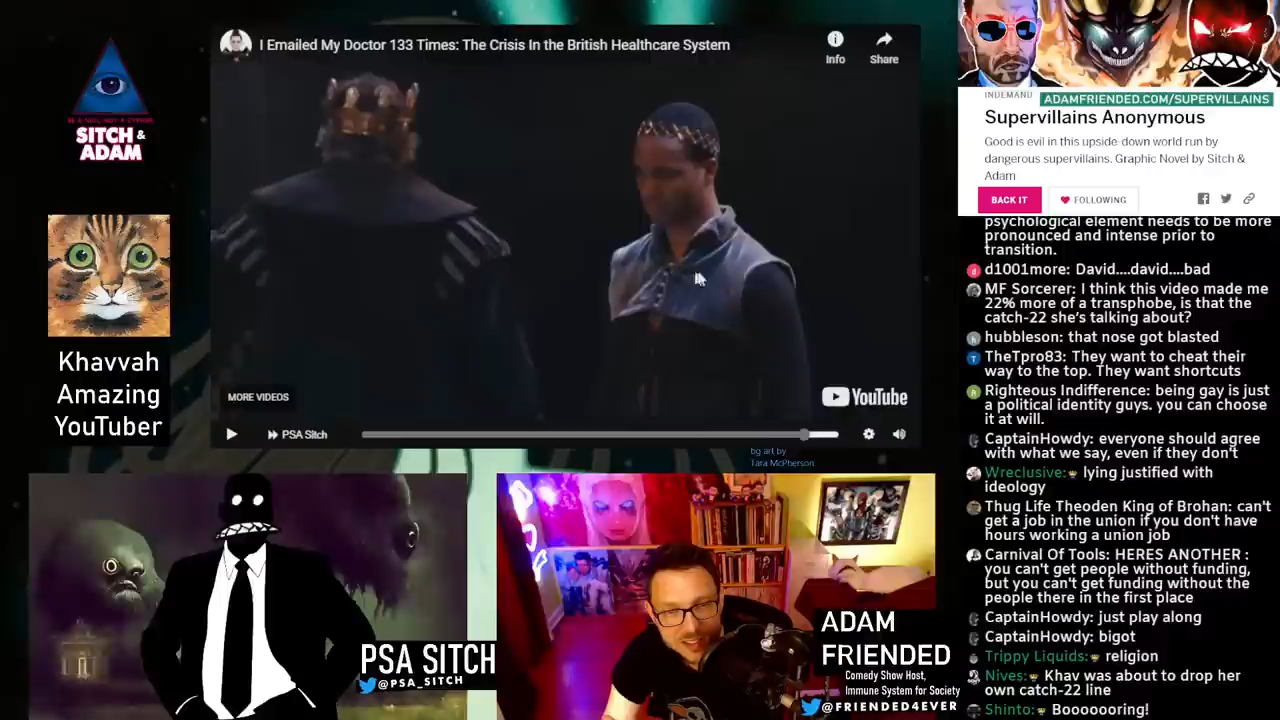 I Emailed My Doctor 133 Times: The Crisis In the British Healthcare System
Info
Share
BE A NUO, NOT A CYPHER
SITCH &
ADAM
Khavvah
Amazing
YouTuber
MORE VIDEOS
YouTube
PSA Sitch
bg art by
Tara McPherson
PSA SITCH
@PSA_SITCH
ADAM
FRIENDED
Comedy Show Host,
Immune System for Society
@FRIENDED4EVER
INDEMAND
ADAMFRIENDED.COM/SUPERVILLAINS
Supervillains Anonymous
Good is evil in this upside-down world run by
dangerous supervillains. Graphic Novel by Sitch &
Adam
BACK IT
FOLLOWING
psychological element needs to be more
pronounced and intense prior to
transition.
d1001more: David....david....bad
MF Sorcerer: I think this video made me
22% more of a transphobe, is that the
catch-22 she's talking about?
hubbleson: that nose got blasted
TheTpro83: They want to cheat their
way to the top. They want shortcuts
Righteous Indifference: being gay is just
a political identity guys. you can choose
it at will.
CaptainHowdy: everyone should agree
with what we say, even if they don't
Wreclusive: lying justified with
ideology
Thug Life Theoden King of Brohan: can't
get a job in the union if you don't have
hours working a union job
Carnival Of Tools: HERES ANOTHER :
you can't get people without funding,
but you can't get funding without the
people there in the first place
CaptainHowdy: just play along
CaptainHowdy: bigot
Trippy Liquids: religion
Nives: Khav was about to drop her
own catch-22 line
Shinto: Boooooring!